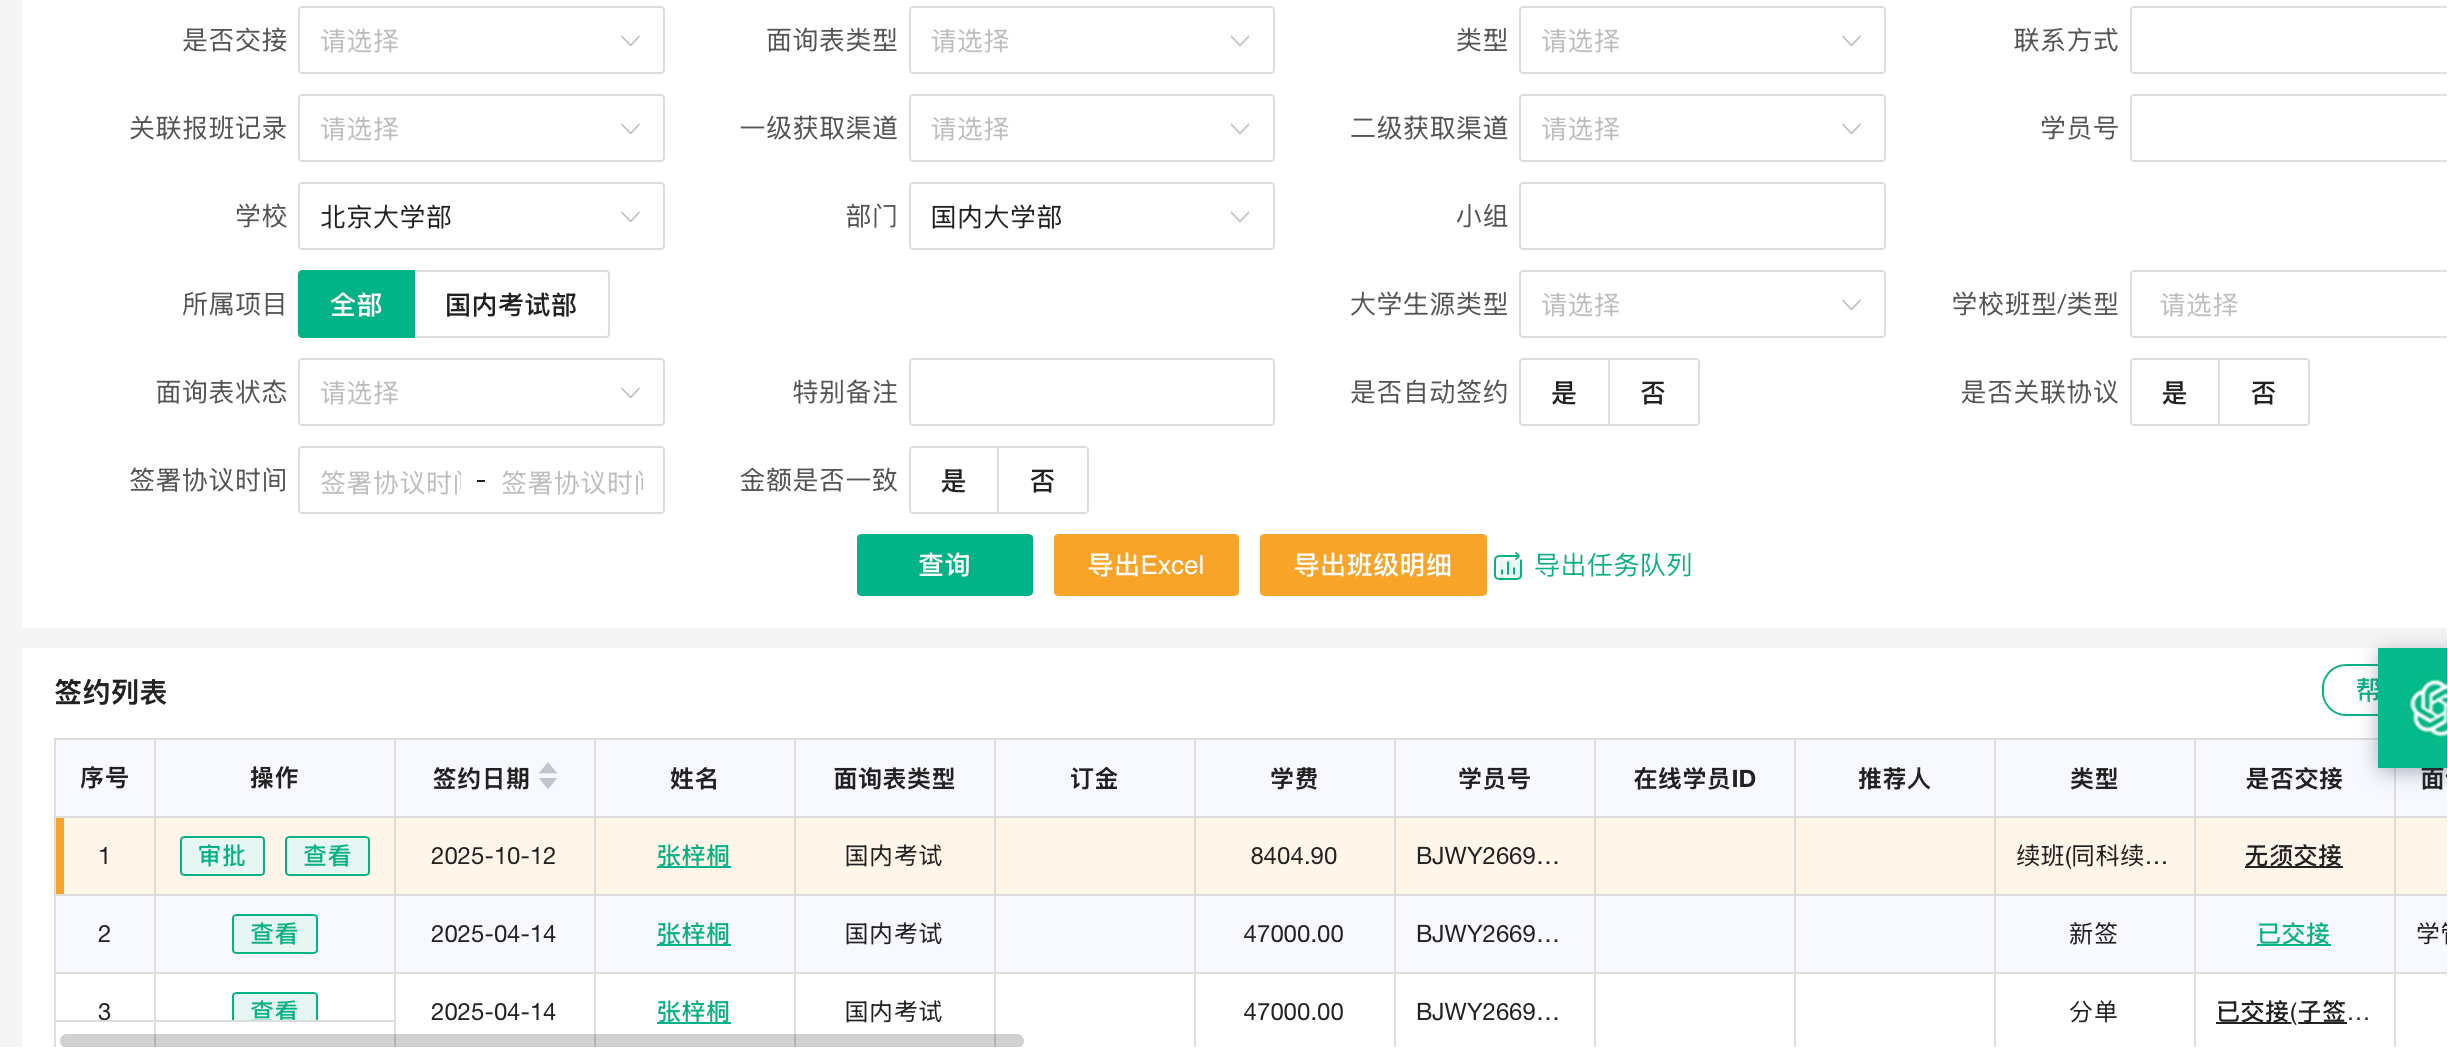 是否交接 请选择 面询表类型 请选择 类型 请选择 联系方式
关联报班记录 请选择 一级获取渠道 请选择 二级获取渠道 请选择 学员号
学校 北京大学部 部门 国内大学部 小组
所属项目 全部 国内考试部 大学生源类型 请选择 学校班型/类型 请选择
面询表状态 请选择 特别备注 是否自动签约 是 否 是否关联协议 是 否
签署协议时间 签署协议时 - 签署协议时 金额是否一致 是 否
查询 导出Excel 导出班级明细 导出任务队列
签约列表 帮
序号 操作 签约日期 姓名 面询表类型 订金 学费 学员号 在线学员ID 推荐人 类型 是否交接 面
1 审批 查看 2025-10-12 张梓桐 国内考试 8404.90 BJWY2669... 续班(同科续... 无须交接
2 查看 2025-04-14 张梓桐 国内考试 47000.00 BJWY2669... 新签 已交接 学
3 查看 2025-04-14 张梓桐 国内考试 47000.00 BJWY2669... 分单 已交接(子签...